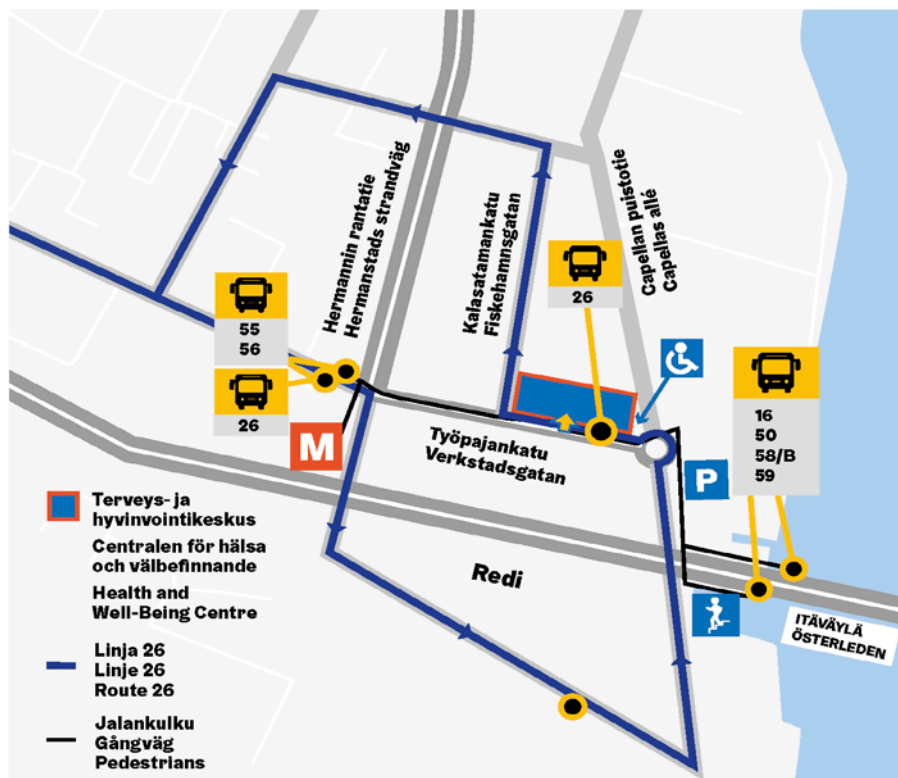 Hermannin rantatie
Hermanstads strandväg
Kalasatamankatu
Fiskehamnsgatan
Capellan puistotie
Capellas allé
26
55
56
26
M
16
50
58/B
59
P
Työpajankatu
Verkstadsgatan
Redi
ITÄVÄYLÄ
ÖSTERLEDEN
Terveys- ja
hyvinvointikeskus
Centralen för hälsa
och välbefinnande
Health and
Well-Being Centre
Linja 26
Linje 26
Route 26
Jalankulku
Gångväg
Pedestrians